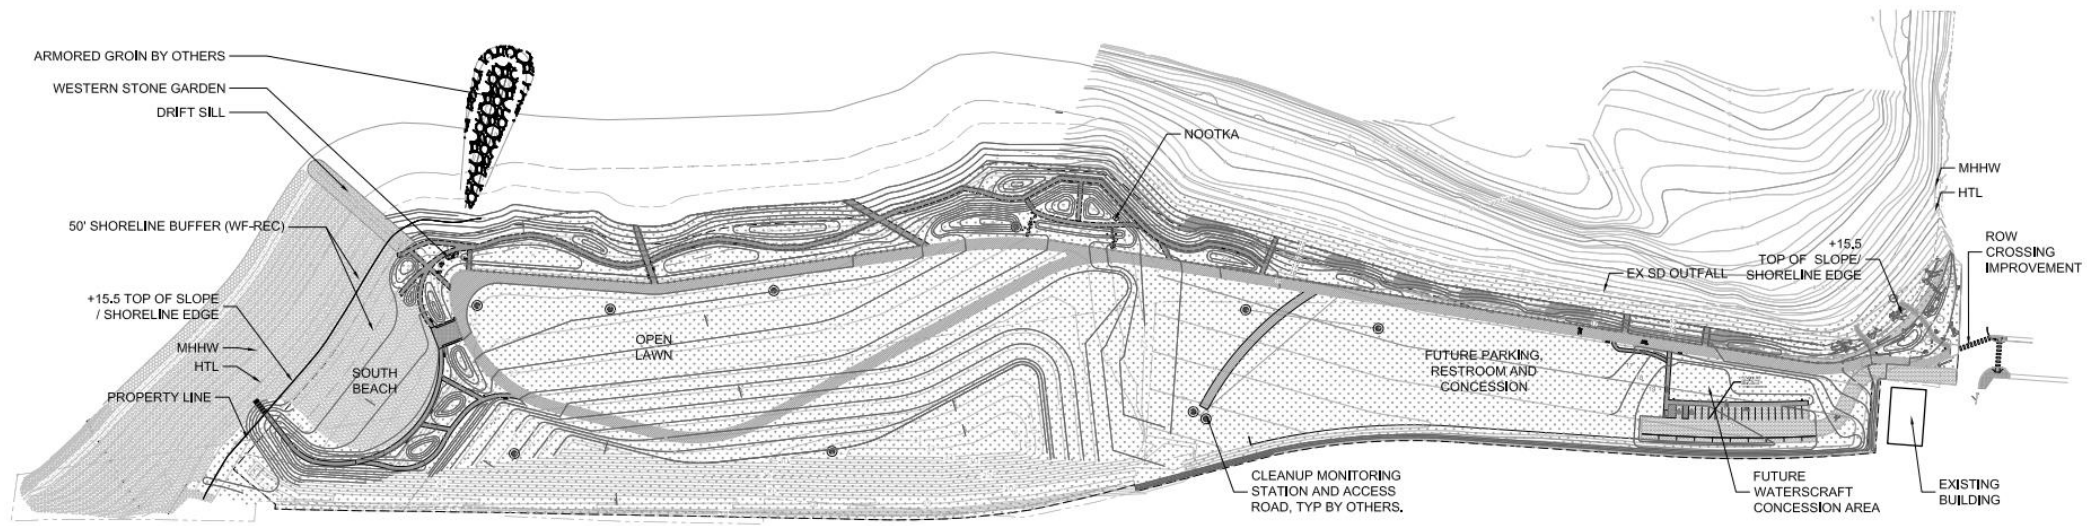 ARMORED GROIN BY OTHERS
WESTERN STONE GARDEN
DRIFT SILL
50' SHORELINE BUFFER (WF-REC)
+15.5 TOP OF SLOPE
/ SHORELINE EDGE
MHHW
HTL
PROPERTY LINE
SOUTH
BEACH
OPEN
LAWN
NOOTKA
EX SD OUTFALL
+15.5
TOP OF SLOPE/
SHORELINE EDGE
MHHW
HTL
ROW
CROSSING
IMPROVEMENT
FUTURE PARKING,
RESTROOM AND
CONCESSION
CLEANUP MONITORING
STATION AND ACCESS
ROAD, TYP BY OTHERS.
FUTURE
WATERSCRAFT
CONCESSION AREA
EXISTING
BUILDING